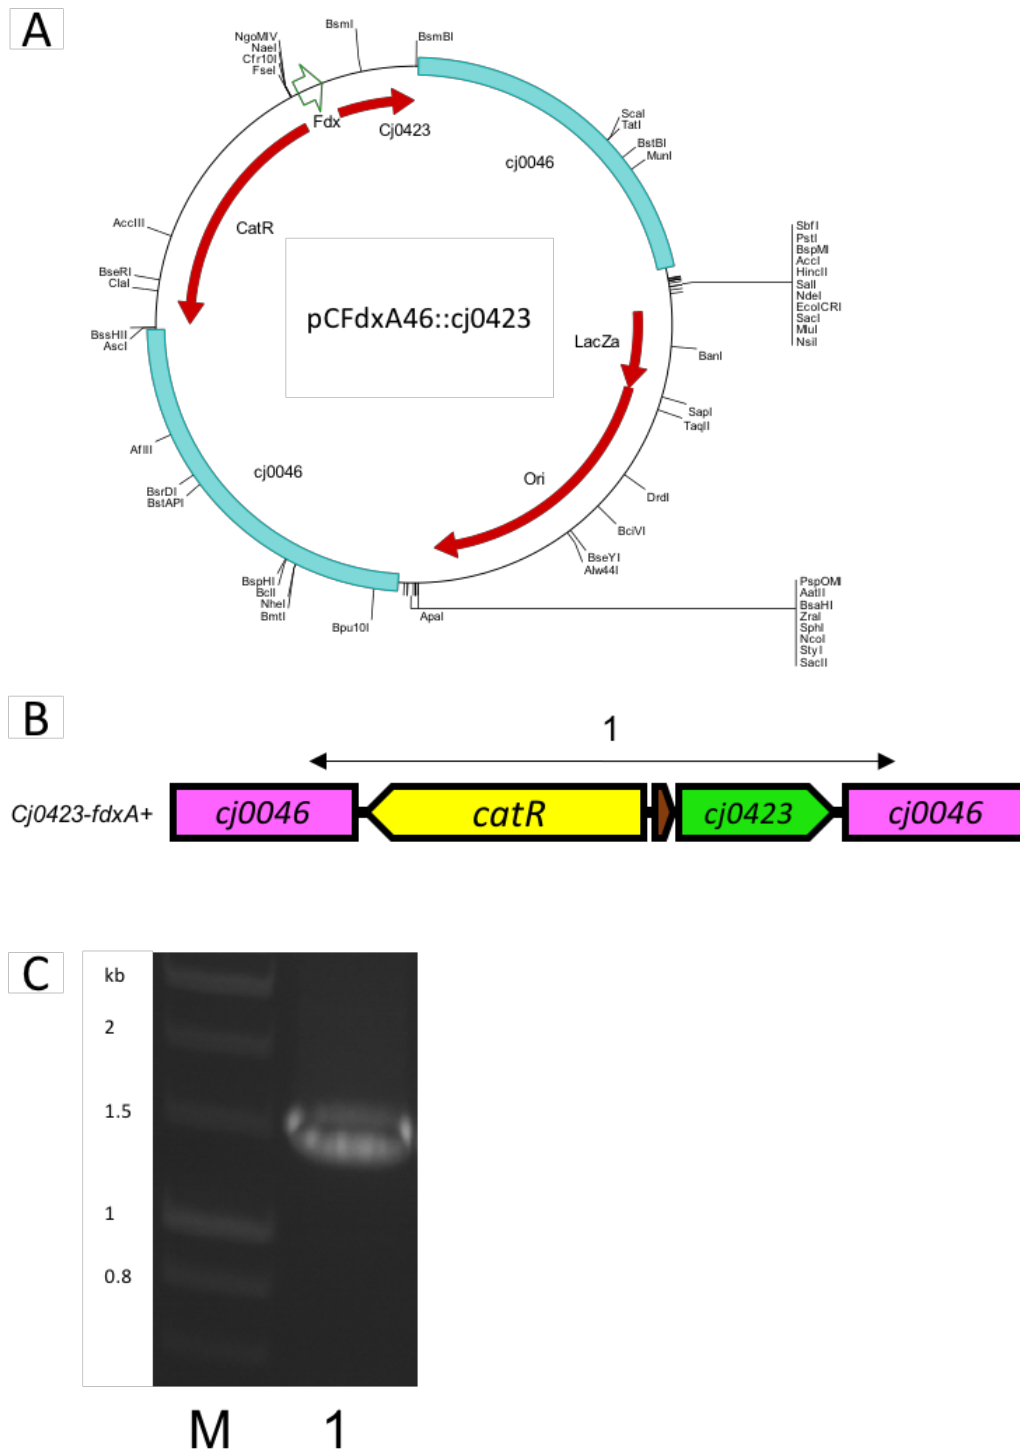 A
NgoMIV
NaeI
Cfr10I
FseI
BsmI
BsmBI
Fdx
Cj0423
ScaI
TatI
BstBI
MunI
cj0046
AccIII
CatR
BseRI
ClaI
BssHII
AscI
pCFdxA46::cj0423
SbfI
PstI
BspMI
AccI
HincII
SalI
NdeI
EcolCRI
SacI
MluI
NsiI
LacZa
BanI
SapI
TaqII
AflII
cj0046
Ori
BsrDI
BstAPI
DrdI
BciVI
BseYI
Alw44I
BspHI
BclI
NheI
BmtI
Bpu10I
ApaI
PspOMI
AatII
BsaHI
ZraI
SphI
NcoI
StyI
SacII
B
1
Cj0423-fdxA+ cj0046 catR cj0423 cj0046
C
kb
2
1.5
1
0.8
M 1